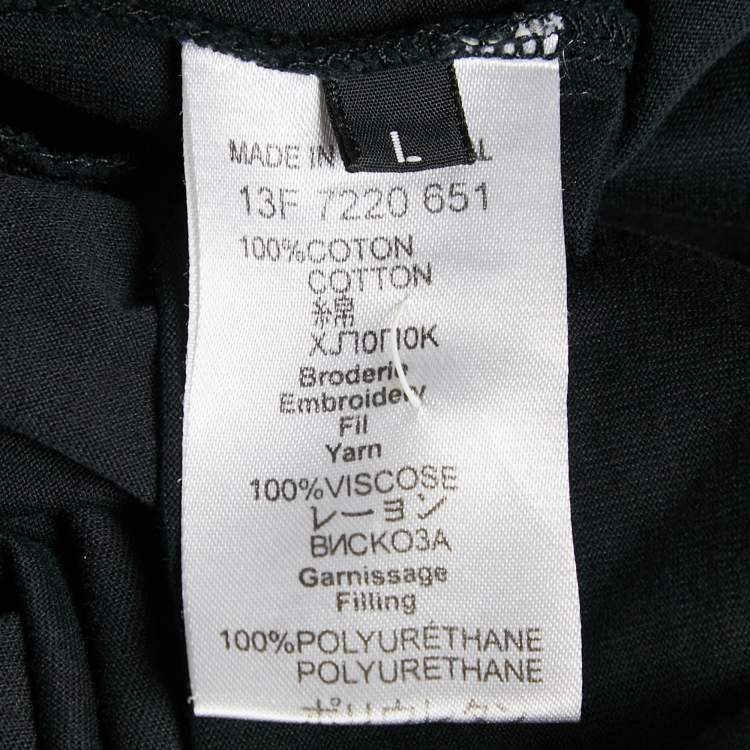 L
MADE IN
13F 7220 651
100%COTON
COTTON
綿
ХЛОПОК
Broderie
Embroidery
Fil
Yarn
100%VISCOSE
レーヨン
ВИСКОЗА
Garnissage
Filling
100%POLYURÉTHANE
POLYURÉTHANE